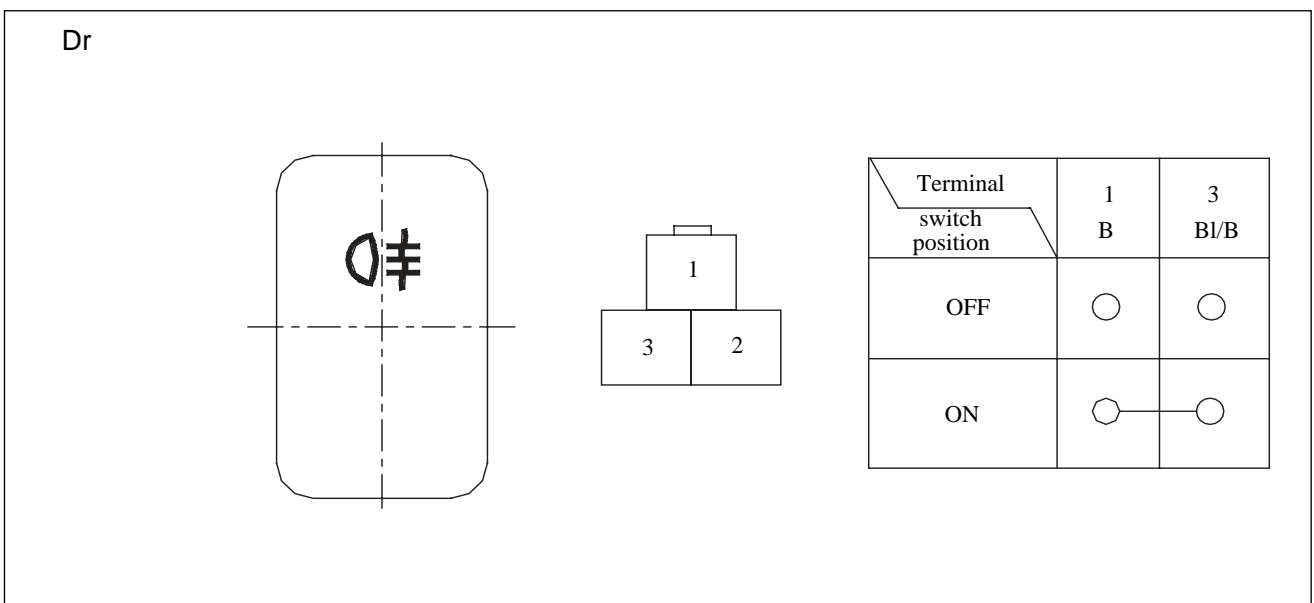 Dr
1
3
2
Terminal
switch
position
1
B
3
Bl/B
OFF
ON